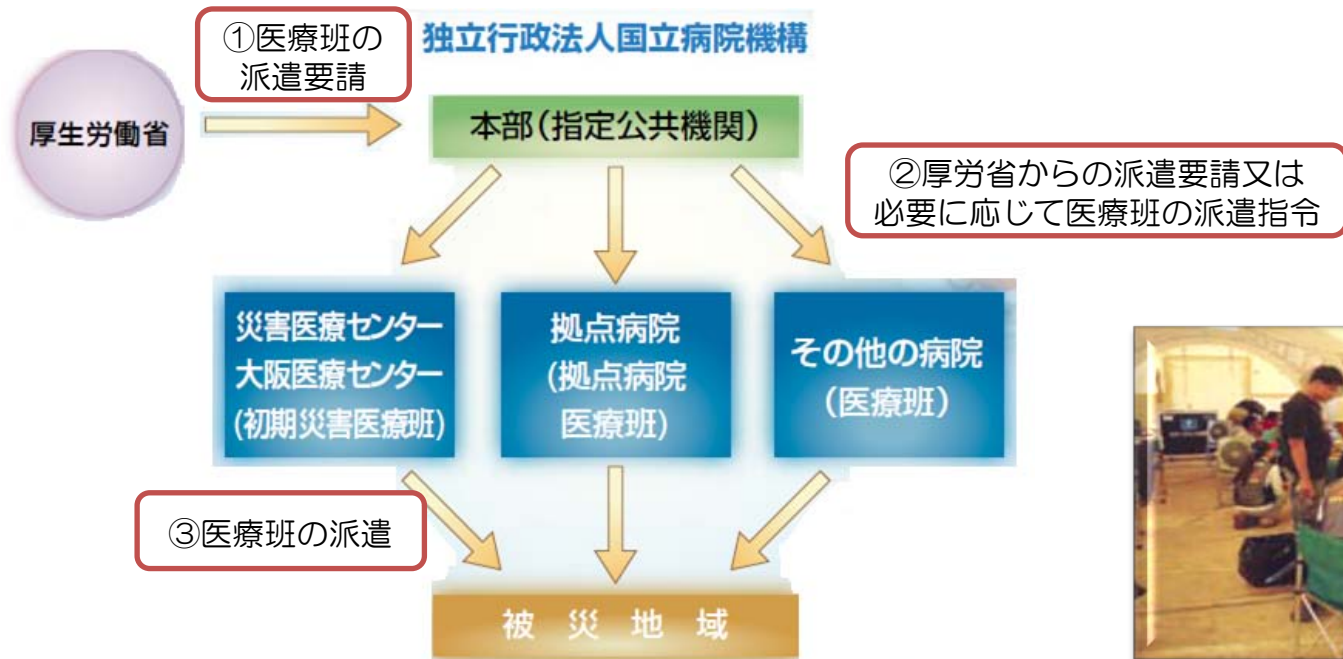 ①医療班の
派遣要請
独立行政法人国立病院機構
厚生労働省
本部(指定公共機関)
②厚労省からの派遣要請又は
必要に応じて医療班の派遣指令
災害医療センター
大阪医療センター
(初期災害医療班)
拠点病院
(拠点病院
医療班)
その他の病院
(医療班)
③医療班の派遣
被災地域